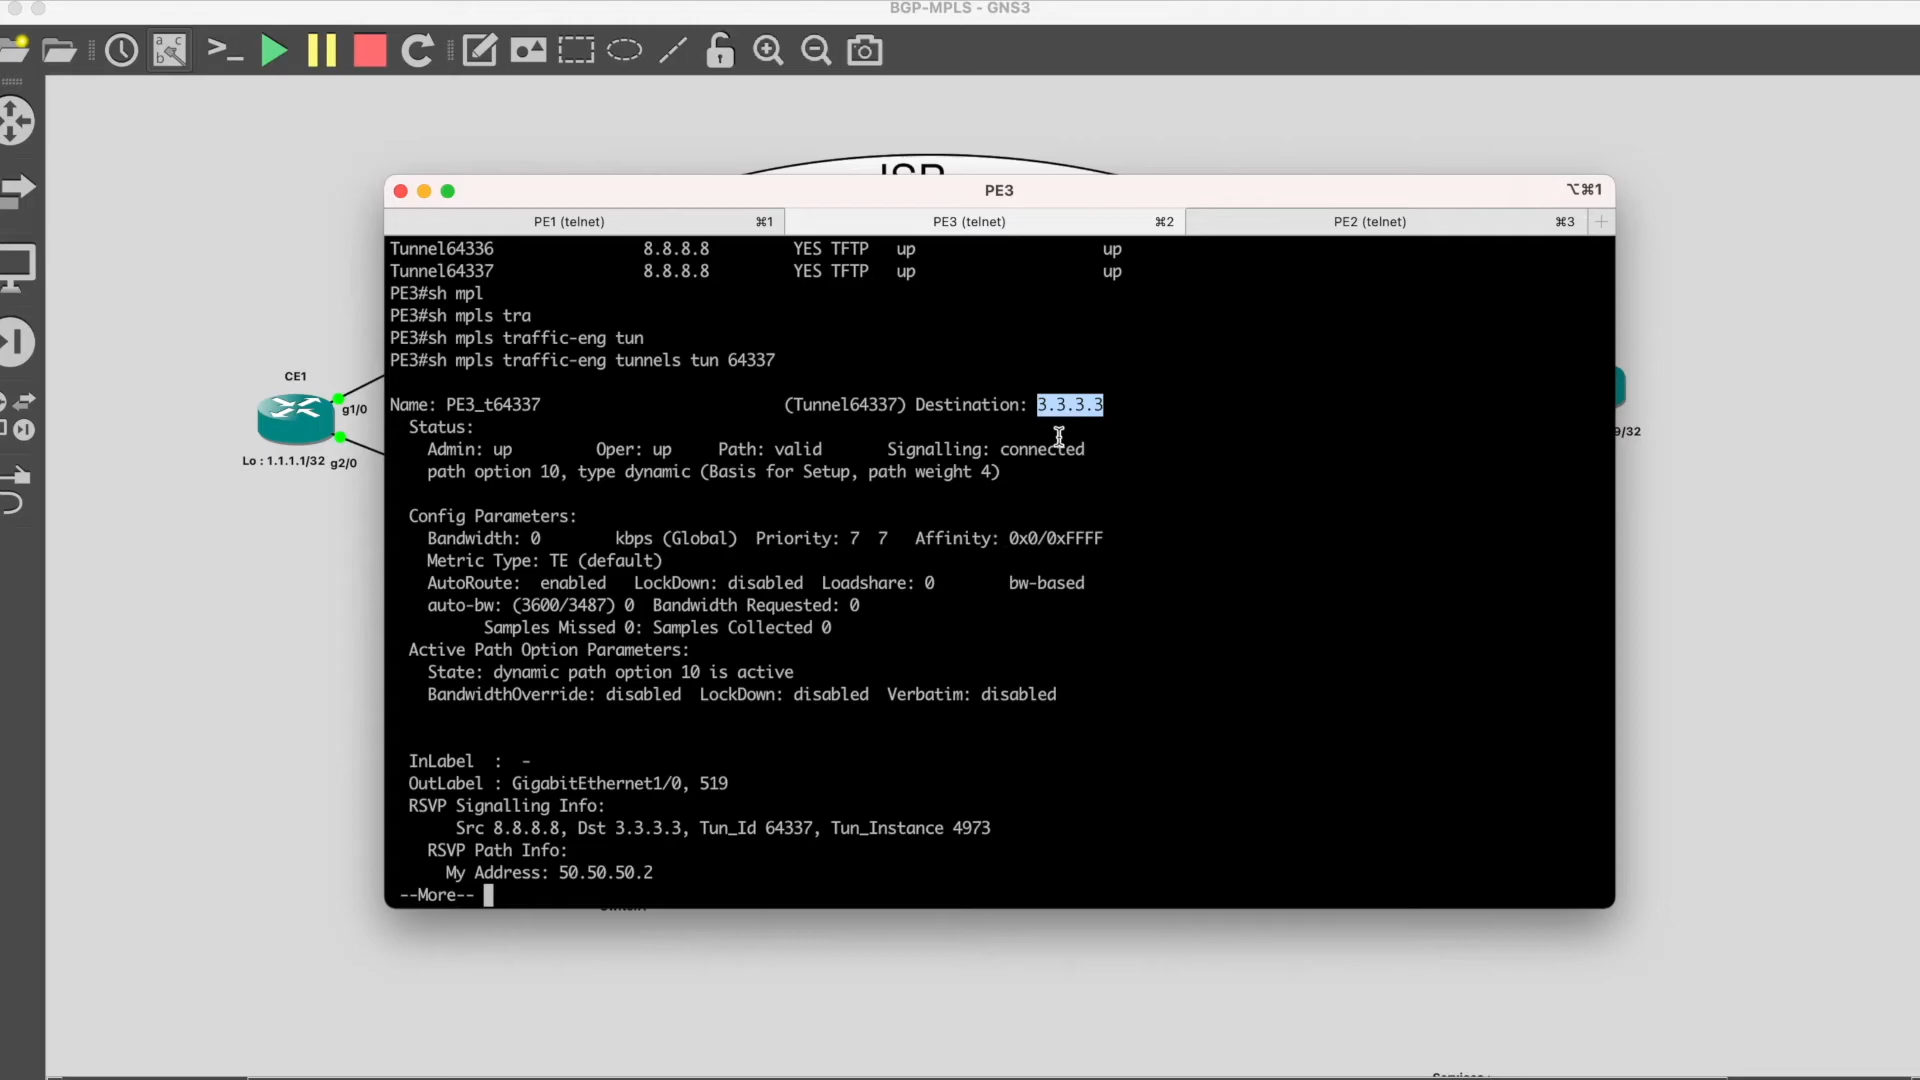 BGP-MPLS - GNS3
PE3
⌥⌘1
PE1 (telnet) ⌘1 PE3 (telnet) ⌘2 PE2 (telnet) ⌘3
Tunnel64336 8.8.8.8 YES TFTP up up
Tunnel64337 8.8.8.8 YES TFTP up up
PE3#sh mpl
PE3#sh mpls tra
PE3#sh mpls traffic-eng tun
PE3#sh mpls traffic-eng tunnels tun 64337
Name: PE3_t64337 (Tunnel64337) Destination: 3.3.3.3
Status:
Admin: up Oper: up Path: valid Signalling: connected
path option 10, type dynamic (Basis for Setup, path weight 4)
Config Parameters:
Bandwidth: 0 kbps (Global) Priority: 7 7 Affinity: 0x0/0xFFFF
Metric Type: TE (default)
AutoRoute: enabled LockDown: disabled Loadshare: 0 bw-based
auto-bw: (3600/3487) 0 Bandwidth Requested: 0
Samples Missed 0: Samples Collected 0
Active Path Option Parameters:
State: dynamic path option 10 is active
BandwidthOverride: disabled LockDown: disabled Verbatim: disabled
InLabel : -
OutLabel : GigabitEthernet1/0, 519
RSVP Signalling Info:
Src 8.8.8.8, Dst 3.3.3.3, Tun_Id 64337, Tun_Instance 4973
RSVP Path Info:
My Address: 50.50.50.2
--More--
CE1
g1/0
Lo : 1.1.1.1/32 g2/0
9/32